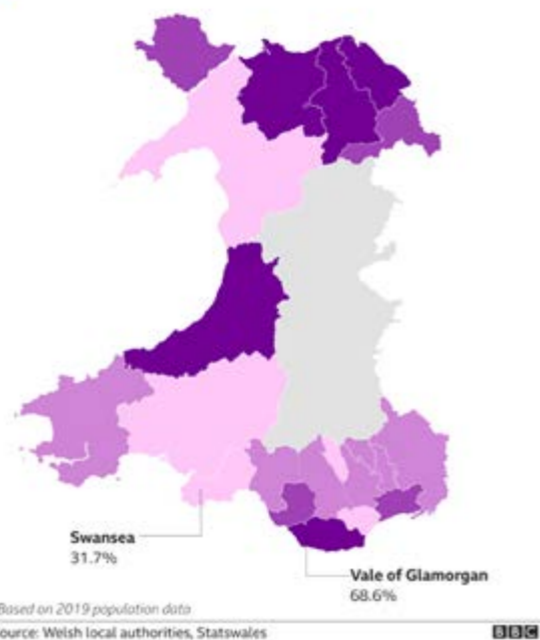 Swansea
31.7%
Vale of Glamorgan
68.6%
Based on 2019 population data
ource: Welsh local authorities, Statswales
BBC